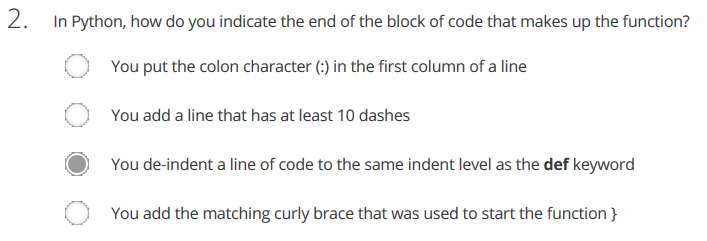 2. In Python, how do you indicate the end of the block of code that makes up the function?
You put the colon character (:) in the first column of a line
You add a line that has at least 10 dashes
You de-indent a line of code to the same indent level as the def keyword
You add the matching curly brace that was used to start the function }